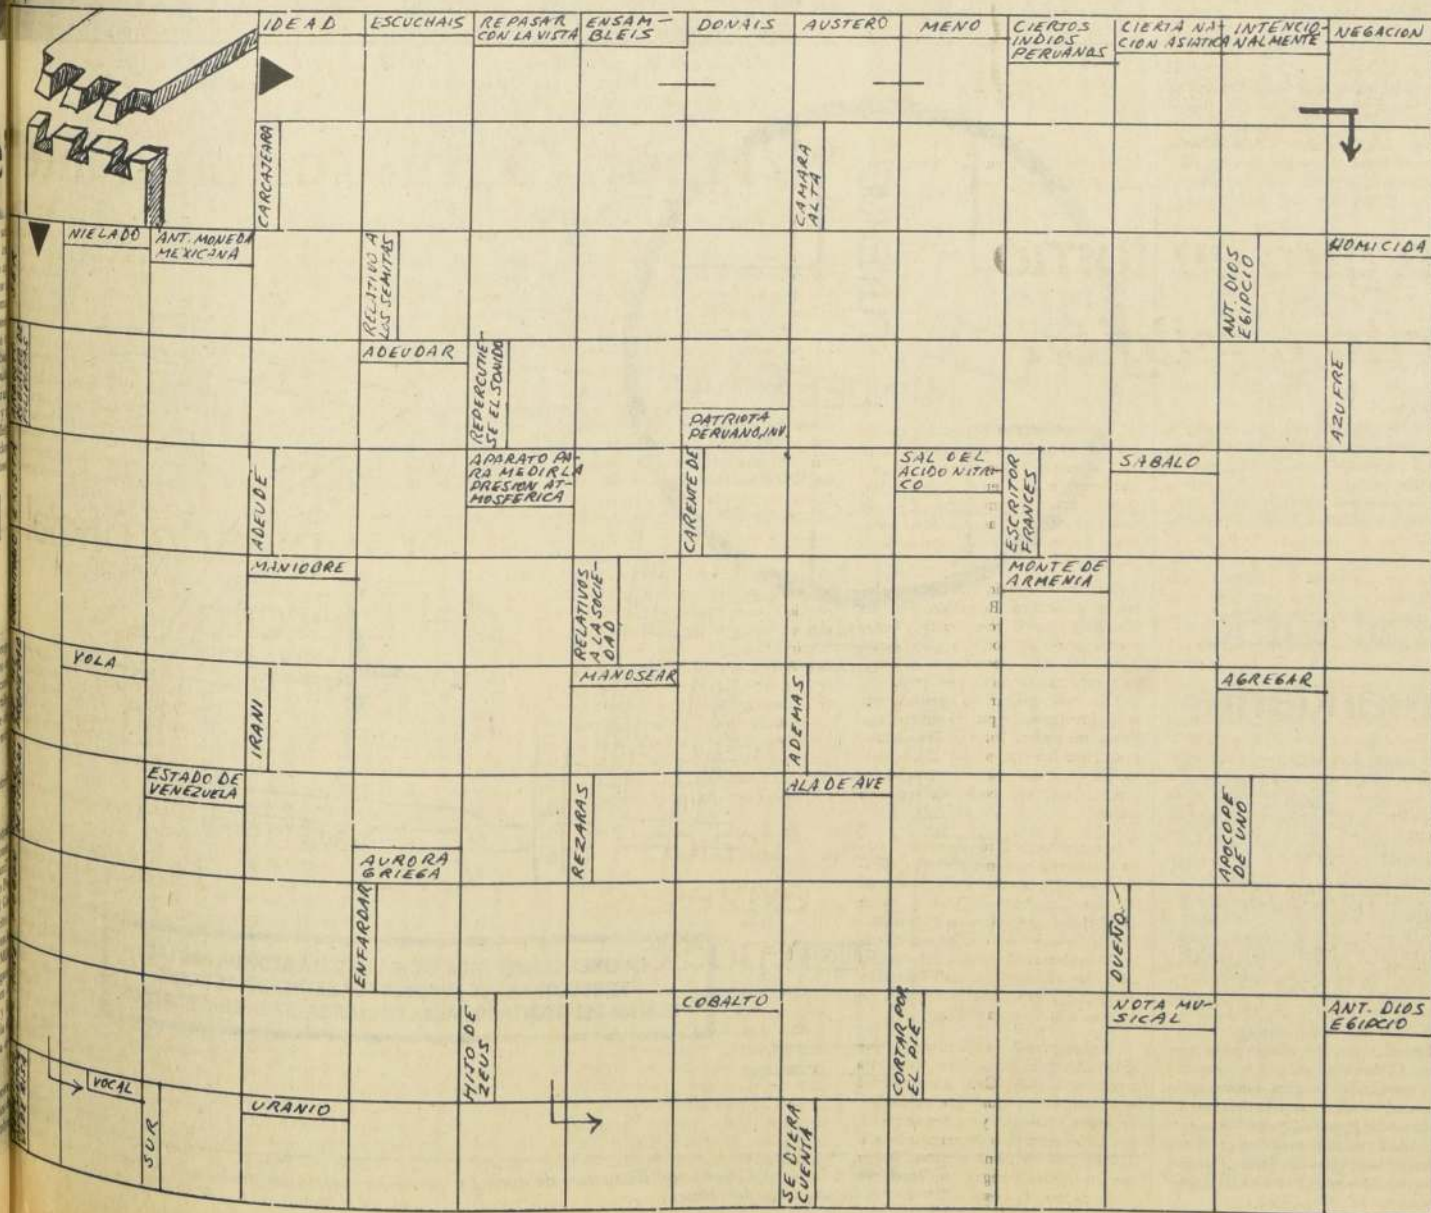 IDEAD
ESCUCHAIS
REPASAR
CON LA VISTA
ENSAM-
BLEIS
DONAIS
AUSTERO
MENO
CIERTOS
INDIOS
PERUANOS
CIERTA NA-
CION ASIATICA
INTENCIO-
NALMENTE
NEGACION
CARCAJEARA
CAMARA
ALTA
NIELADO
ANT. MONEDA
MEXICANA
RELATIVO A
LOS SEMITAS
ANT. DIOS
EGIPCIO
HOMICIDA
ADEUDAR
REPERCUTIE-
SE EL SONIDO
PATRIOTA
PERUANO, INV.
AZUFRE
ADEUDE
APARATO PA-
RA MEDIR LA
PRESION AT-
MOSFERICA
CARENTE DE
SAL DEL
ACIDO NITRI-
CO
ESCRITOR
FRANCES
SABALO
MANIOBRE
RELATIVOS
A LA SOCIE-
DAD
MONTE DE
ARMENIA
YOLA
IRANI
MANOSEAR
ADEMAS
AGREGAR
ESTADO DE
VENEZUELA
REZARAS
ALA DE AVE
APOCOPE
DE UNO
AURORA
GRIEGA
ENFARDAR
DUEÑO.-
HIJO DE
ZEUS
COBALTO
CORTAR POR
EL PIE
NOTA MU-
SICAL
ANT. DIOS
EGIPCIO
VOCAL
SUR
URANIO
SE DIERA
CUENTA